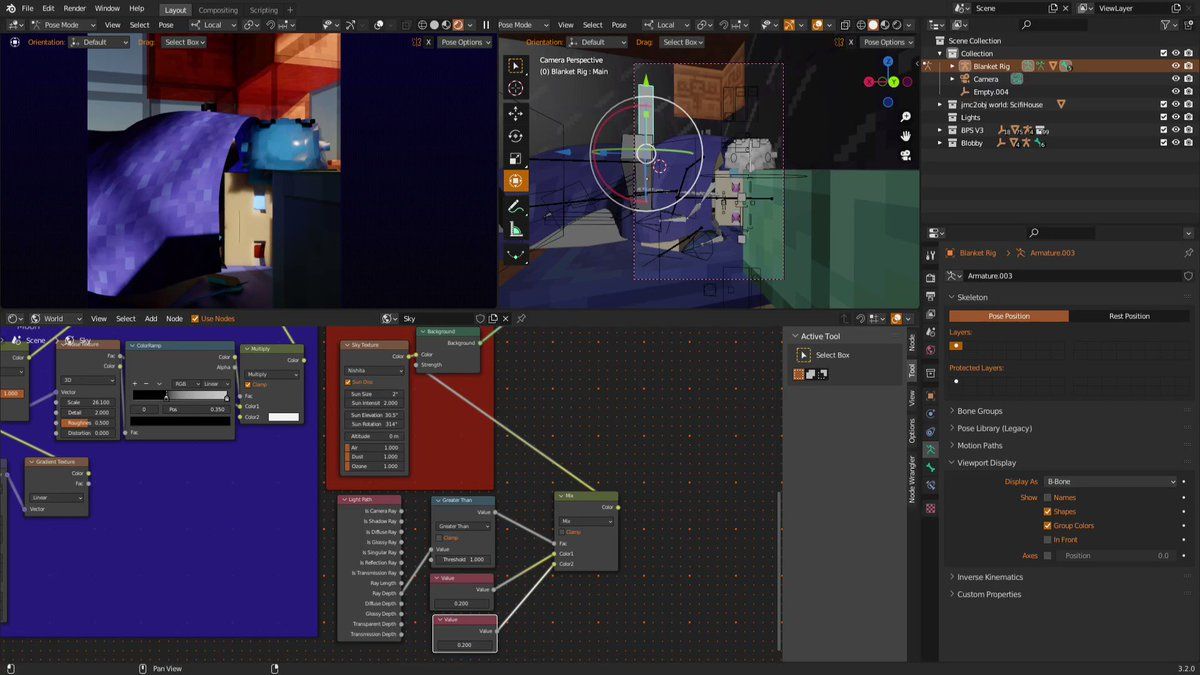 File Edit Render Window Help Layout Compositing Scripting + Scene ViewLayer
Pose Mode View Select Pose Local
Pose Mode View Select Pose Local
Orientation: Default Drag: Select Box X Pose Options
Orientation: Default Drag: Select Box X Pose Options
Camera Perspective
(0) Blanket Rig : Main
Z
Y
X
Scene Collection
Collection
Blanket Rig
Camera
Empty.004
jmc2obj world: ScifiHouse
Lights
BPS V3
Blobby
Blanket Rig Armature.003
Armature.003
Skeleton
Pose Position Rest Position
Layers:
Protected Layers:
Bone Groups
Pose Library (Legacy)
Motion Paths
Viewport Display
Display As B-Bone
Show Names
Shapes
Group Colors
In Front
Axes Position 0.0
Inverse Kinematics
Custom Properties
World View Select Add Node Use Nodes Sky X
Scene Sky
Color
1.000
Fac
Color
3D
Vector
Scale 26.100
Detail 2.000
Roughnes 0.500
Distortion 0.000
ColorRamp
Color
Alpha
RGB Linear
0 Pos 0.350
Fac
Multiply
Color
Multiply
Clamp
Fac
Color1
Color2
Gradient Texture
Color
Fac
Linear
Vector
Sky Texture
Color
Nishita
Sun Disc
Sun Size 2°
Sun Intensit 2.000
Sun Elevation 30.5°
Sun Rotation 314°
Altitude 0 m
Air 1.000
Dust 1.000
Ozone 1.000
Background
Background
Color
Strength
Light Path
Is Camera Ray
Is Shadow Ray
Is Diffuse Ray
Is Glossy Ray
Is Singular Ray
Is Reflection Ray
Is Transmission Ray
Ray Length
Ray Depth
Diffuse Depth
Glossy Depth
Transparent Depth
Transmission Depth
Greater Than
Value
Greater Than
Clamp
Value
Threshold 1.000
Value
Value
0.200
Value
Value
0.200
Mix
Color
Mix
Clamp
Fac
Color1
Color2
Active Tool
Select Box
Node
Tool
View
Options
Node Wrangler
Pan View
3.2.0